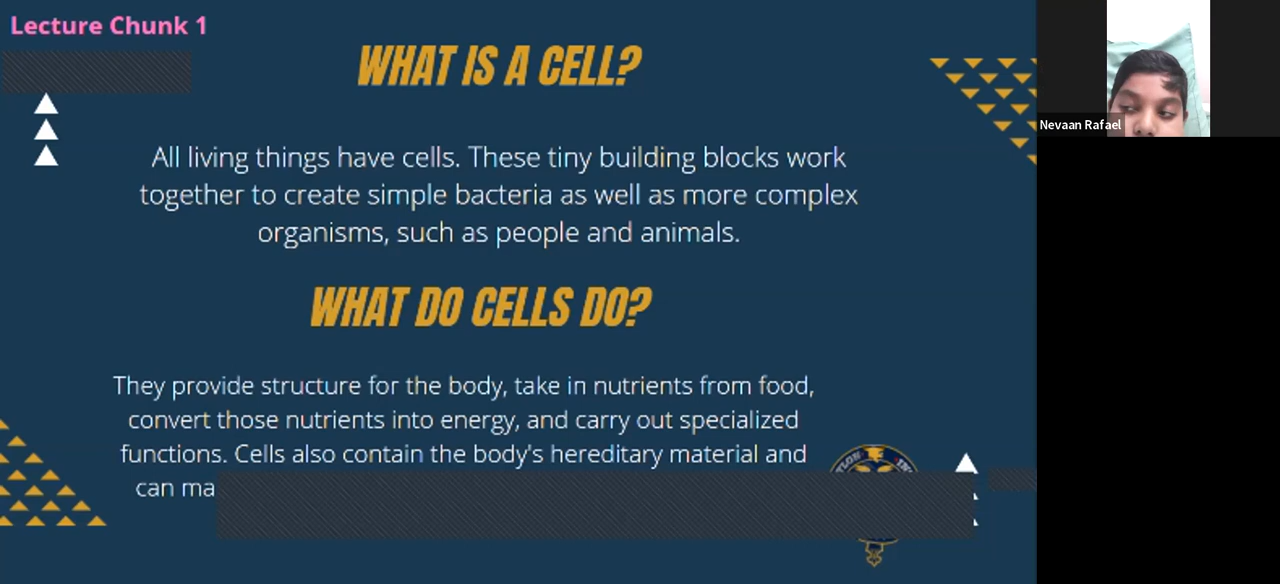 Lecture Chunk 1
WHAT IS A CELL?
All living things have cells. These tiny building blocks work
together to create simple bacteria as well as more complex
organisms, such as people and animals.
WHAT DO CELLS DO?
They provide structure for the body, take in nutrients from food,
convert those nutrients into energy, and carry out specialized
functions. Cells also contain the body's hereditary material and
can
Nevaan Rafael